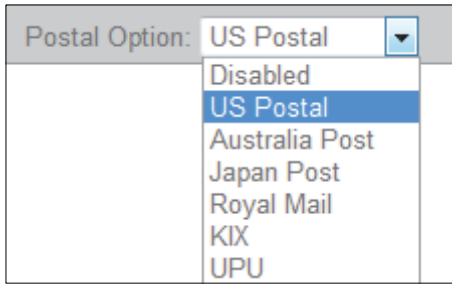 Postal Option: US Postal
Disabled
US Postal
Australia Post
Japan Post
Royal Mail
KIX
UPU